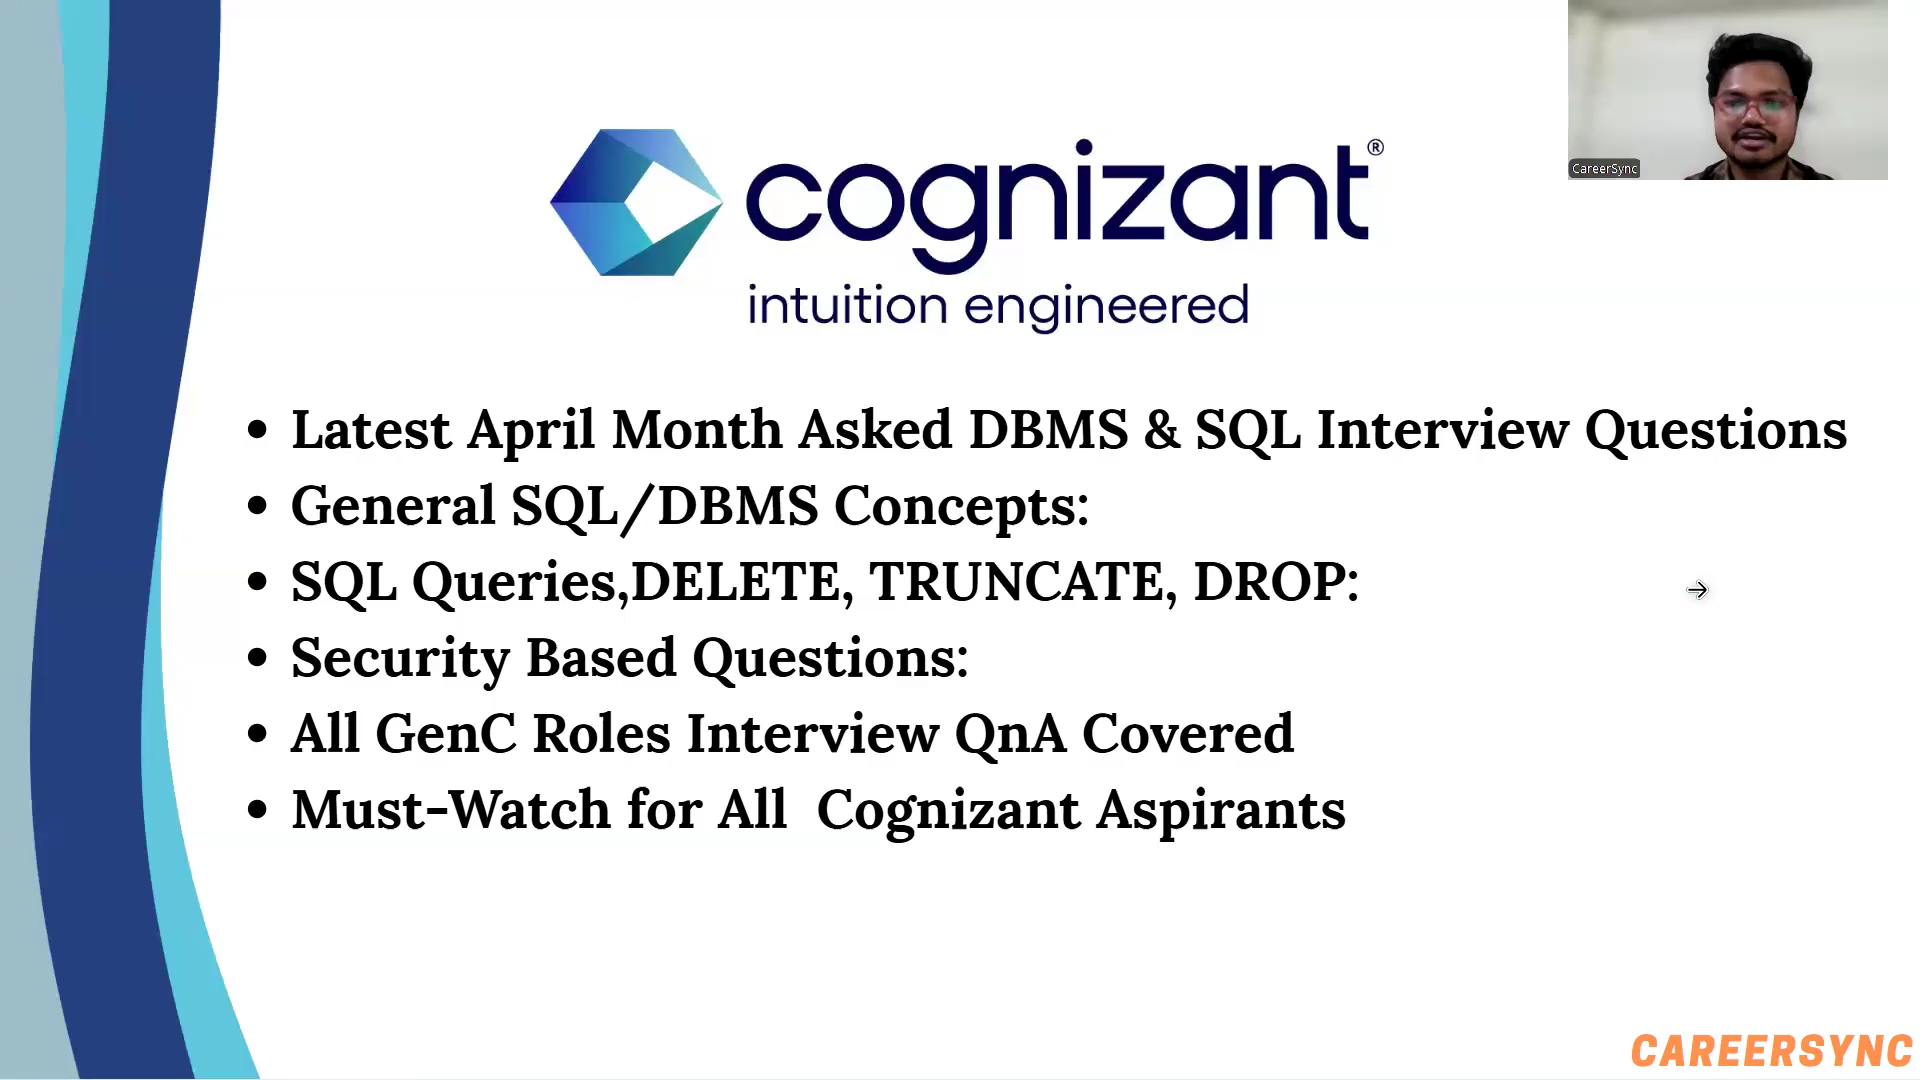 CareerSync
cognizant®
intuition engineered
• Latest April Month Asked DBMS & SQL Interview Questions
• General SQL/DBMS Concepts:
• SQL Queries,DELETE, TRUNCATE, DROP:
• Security Based Questions:
• All GenC Roles Interview QnA Covered
• Must-Watch for All  Cognizant Aspirants
CAREERSYNC